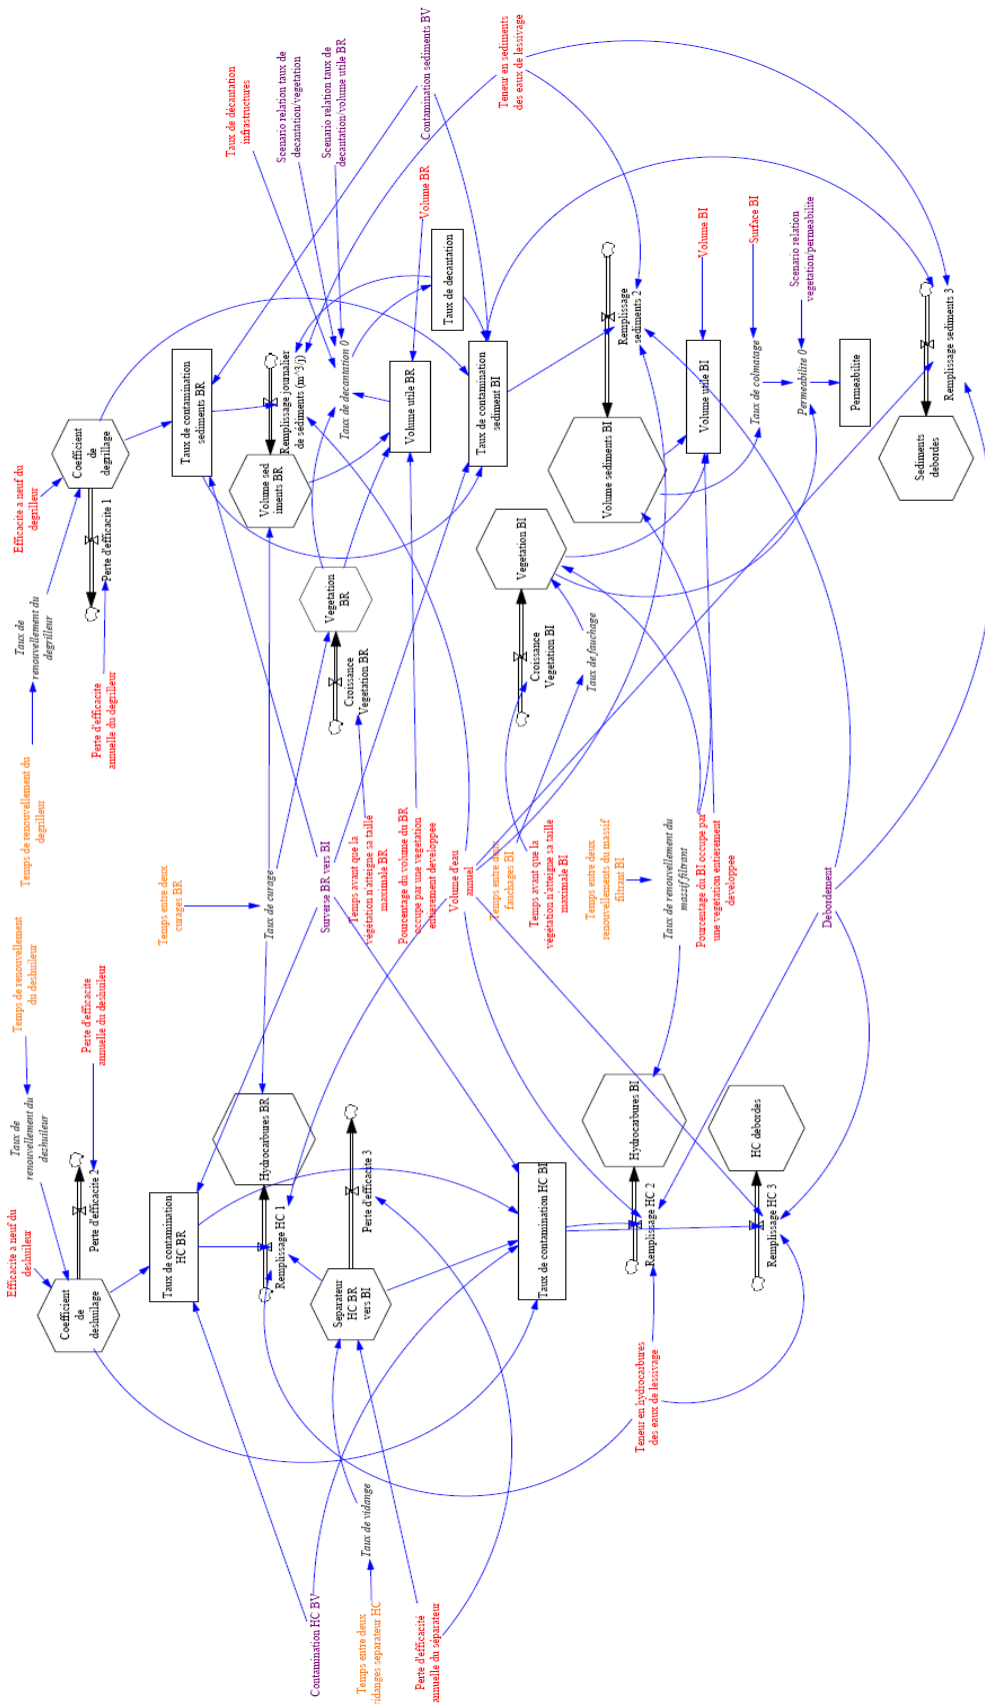 Efficacite a neuf du
deshuileur
Temps de renouvellement
du deshuileur
Temps de renouvellement du
degrilleur
Taux de
renouvellement du
deshuileur
Taux de
renouvellement du
degrilleur
Efficacite a neuf du
degrilleur
Coefficient
de
deshuilage
Perte d'efficacite 2
Perte d'efficacite
annuelle du deshuileur
Perte d'efficacite
annuelle du degrilleur
Perte d'efficacite 1
Coefficient
de
degrillage
Taux de contamination
HC BR
Temps entre deux
curages BR
Taux de contamination
sediments BR
Taux de décantation
infrastructures
Hydrocarbures BR
Remplissage HC 1
Taux de curage
Volume sed
iments BR
Remplissage journalier
de sédiments (m^3/j)
Scenario relation taux de
decantation/vegetation
Contamination HC BV
Surverse BR vers BI
Scenario relation taux de
decantation/volume utile BR
Separateur
HC BR
vers BI
Vegetation
BR
Taux de decantation 0
Temps entre deux
vidanges separateur HC
Taux de vidange
Perte d'efficacite 3
Temps avant que la
végétation n'atteigne sa taille
maximale BR
Croissance
Vegetation BR
Perte d'efficacité
annuelle du séparateur
Pourcentage du volume du BR
occupe par une vegetation
entierement developpee
Volume utile BR
Volume BR
Contamination sediments BV
Taux de decantation
Volume d'eau
annuel
Taux de contamination
sediment BI
Teneur en sediments
des eaux de lessivage
Temps entre deux
fauchages BI
Vegetation BI
Taux de contamination HC BI
Temps avant que la
végétation n'atteigne sa taille
maximale BI
Croissance
Vegetation BI
Temps entre deux
renouvellements du massif
filtrant BI
Taux de fauchage
Volume sediments BI
Remplissage
sediments 2
Hydrocarbures BI
Remplissage HC 2
Teneur en hydrocarbures
des eaux de lessivage
Taux de renouvellement du
massif filtrant
Pourcentage du BI occupe par
une vegetation entierement
developpee
Volume utile BI
Volume BI
HC debordes
Remplissage HC 3
Taux de colmatage
Surface BI
Permeabilite 0
Scenario relation
vegetation/permeabilite
Debordement
Permeabilite
Sediments
debordes
Remplissage sediments 3